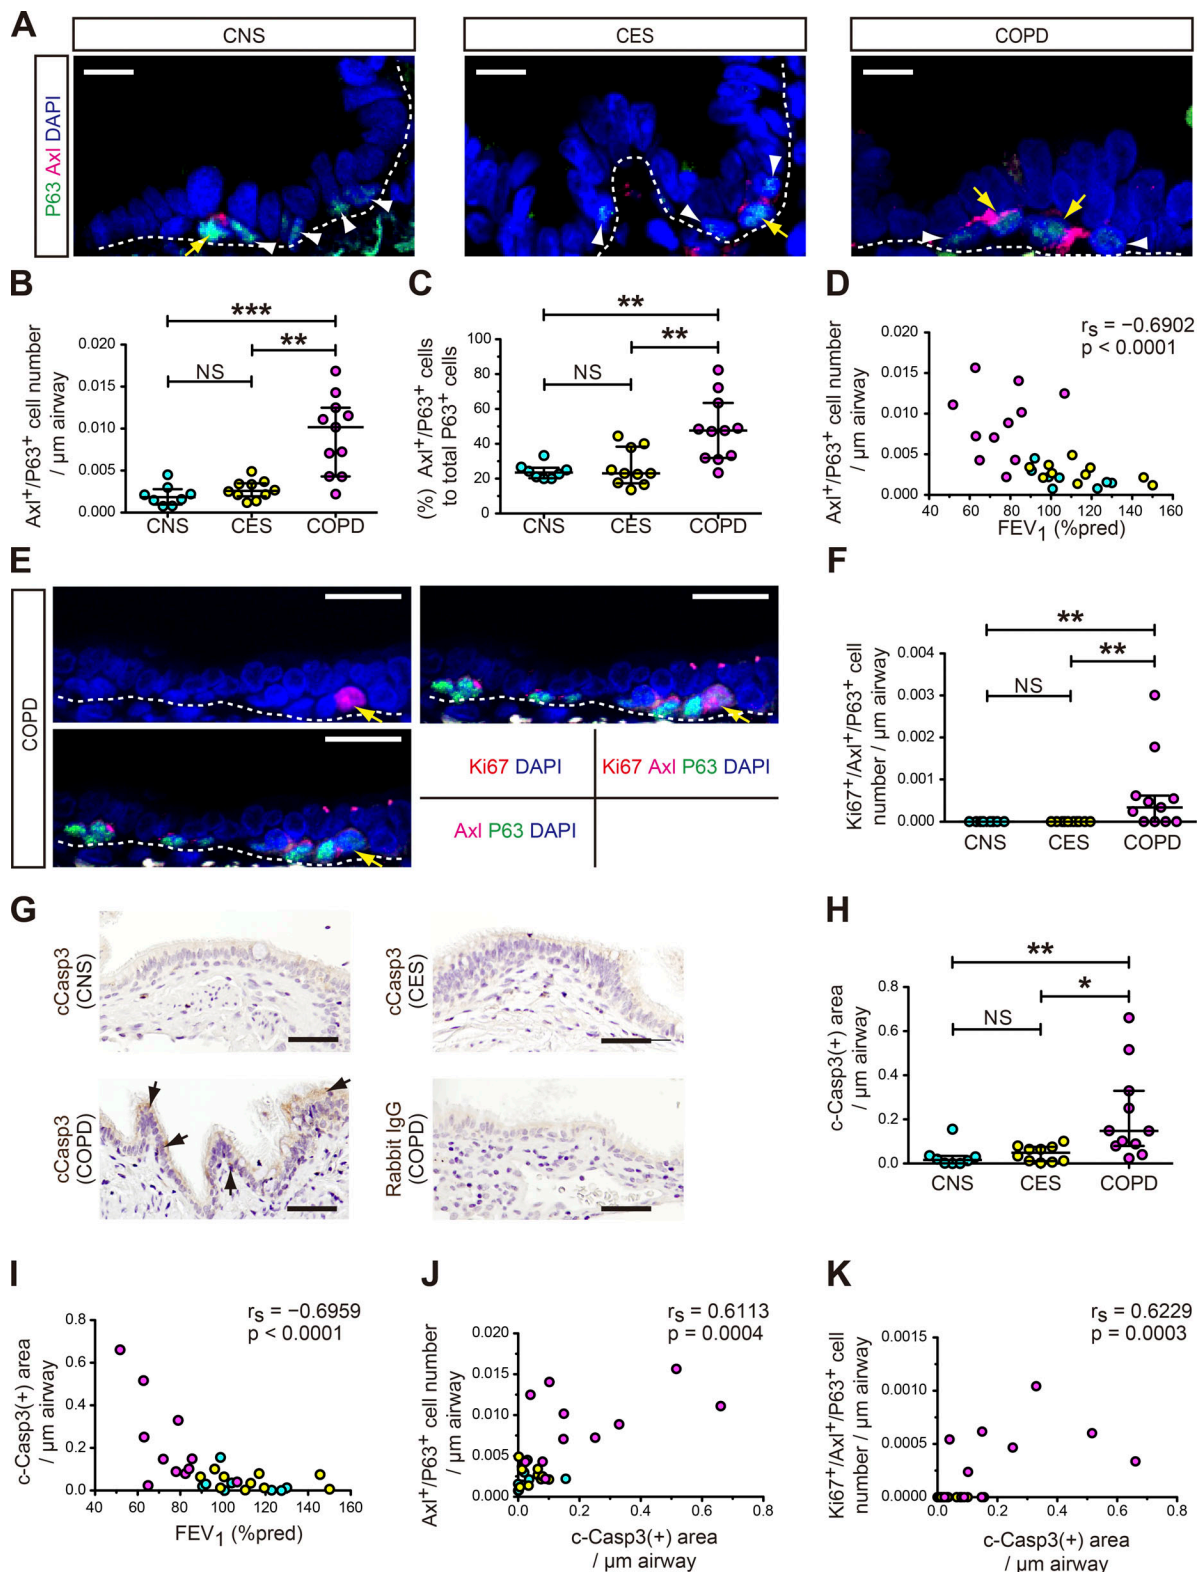 A
CNS
CES
COPD
P63 Axl DAPI
B
Axl⁺/P63⁺ cell number
/ µm airway
0.020
0.015
0.010
0.005
0.000
***
**
NS
CNS
CES
COPD
C
(%) Axl⁺/P63⁺ cells
to total P63⁺ cells
100
80
60
40
20
0
**
**
NS
CNS
CES
COPD
D
Axl⁺/P63⁺ cell number
/ µm airway
rs = −0.6902
p < 0.0001
0.020
0.015
0.010
0.005
0.000
40 60 80 100 120 140 160
FEV1 (%pred)
E
COPD
Ki67 DAPI
Ki67 Axl P63 DAPI
Axl P63 DAPI
F
Ki67⁺/Axl⁺/P63⁺ cell
number / µm airway
**
**
NS
0.004
0.003
0.002
0.001
0.000
CNS
CES
COPD
G
cCasp3
(CNS)
cCasp3
(CES)
cCasp3
(COPD)
Rabbit IgG
(COPD)
H
c-Casp3(+) area
/ µm airway
**
*
NS
0.8
0.6
0.4
0.2
0.0
CNS
CES
COPD
I
c-Casp3(+) area
/ µm airway
rs = −0.6959
p < 0.0001
0.8
0.6
0.4
0.2
0.0
40 60 80 100 120 140 160
FEV1 (%pred)
J
Axl⁺/P63⁺ cell number
/ µm airway
rs = 0.6113
p = 0.0004
0.020
0.015
0.010
0.005
0.000
0.0 0.2 0.4 0.6 0.8
c-Casp3(+) area
/ µm airway
K
Ki67⁺/Axl⁺/P63⁺ cell
number / µm airway
rs = 0.6229
p = 0.0003
0.0015
0.0010
0.0005
0.0000
0.0 0.2 0.4 0.6 0.8
c-Casp3(+) area
/ µm airway